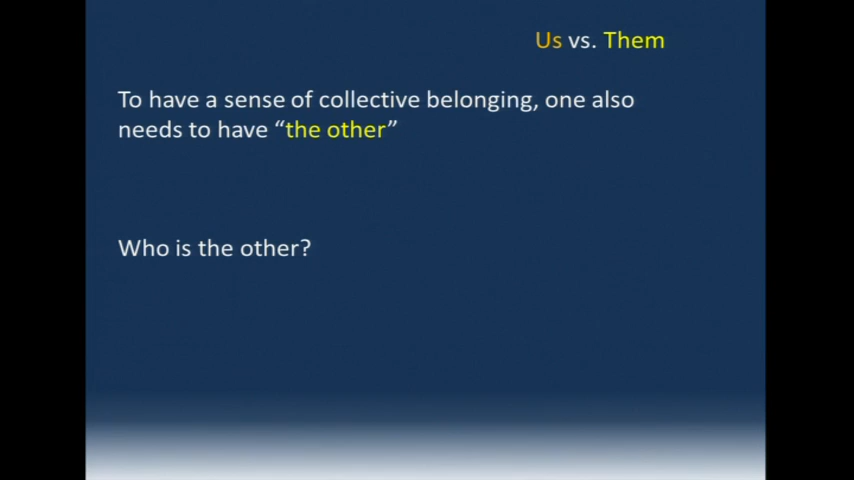 Us vs. Them
To have a sense of collective belonging, one also
needs to have “the other”
Who is the other?